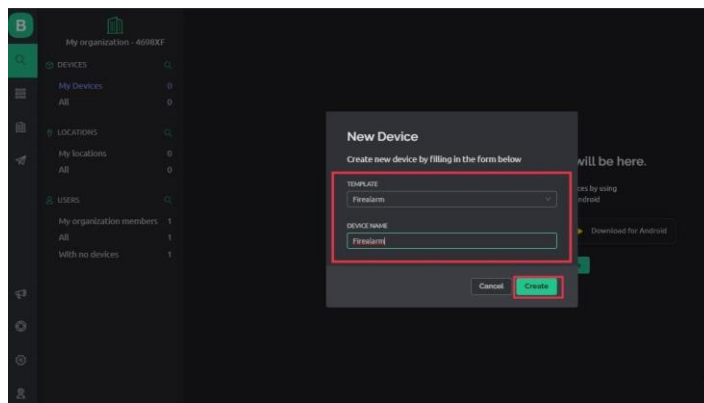 B
My organization - 4698XF
DEVICES
My Devices 0
All 0
LOCATIONS
My locations 0
All 0
USERS
My organization members 1
All 1
With no devices 1
New Device
Create new device by filling in the form below
TEMPLATE
Firealarm
DEVICE NAME
Firealarm
Cancel
Create
will be here.
ces by using
ndroid
Download for Android